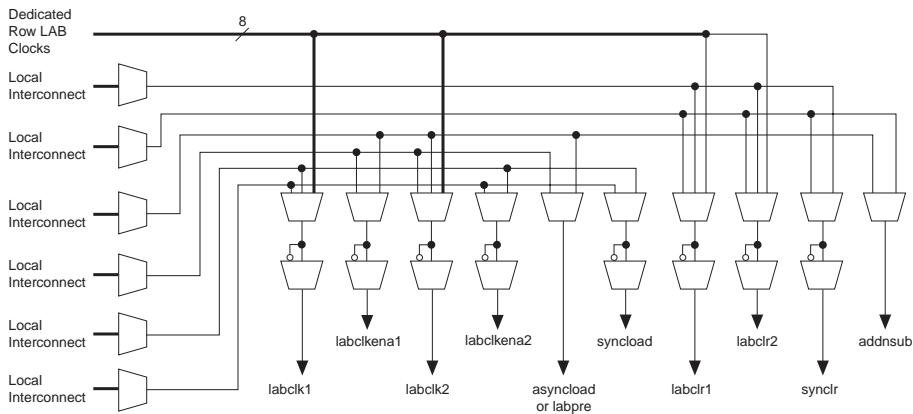 Dedicated
Row LAB
Clocks
8
Local
Interconnect
Local
Interconnect
Local
Interconnect
Local
Interconnect
Local
Interconnect
Local
Interconnect
labclkena1
labclkena2
syncload
labclr2
addnsub
labclk1
labclk2
asyncload
or labpre
labclr1
synclr